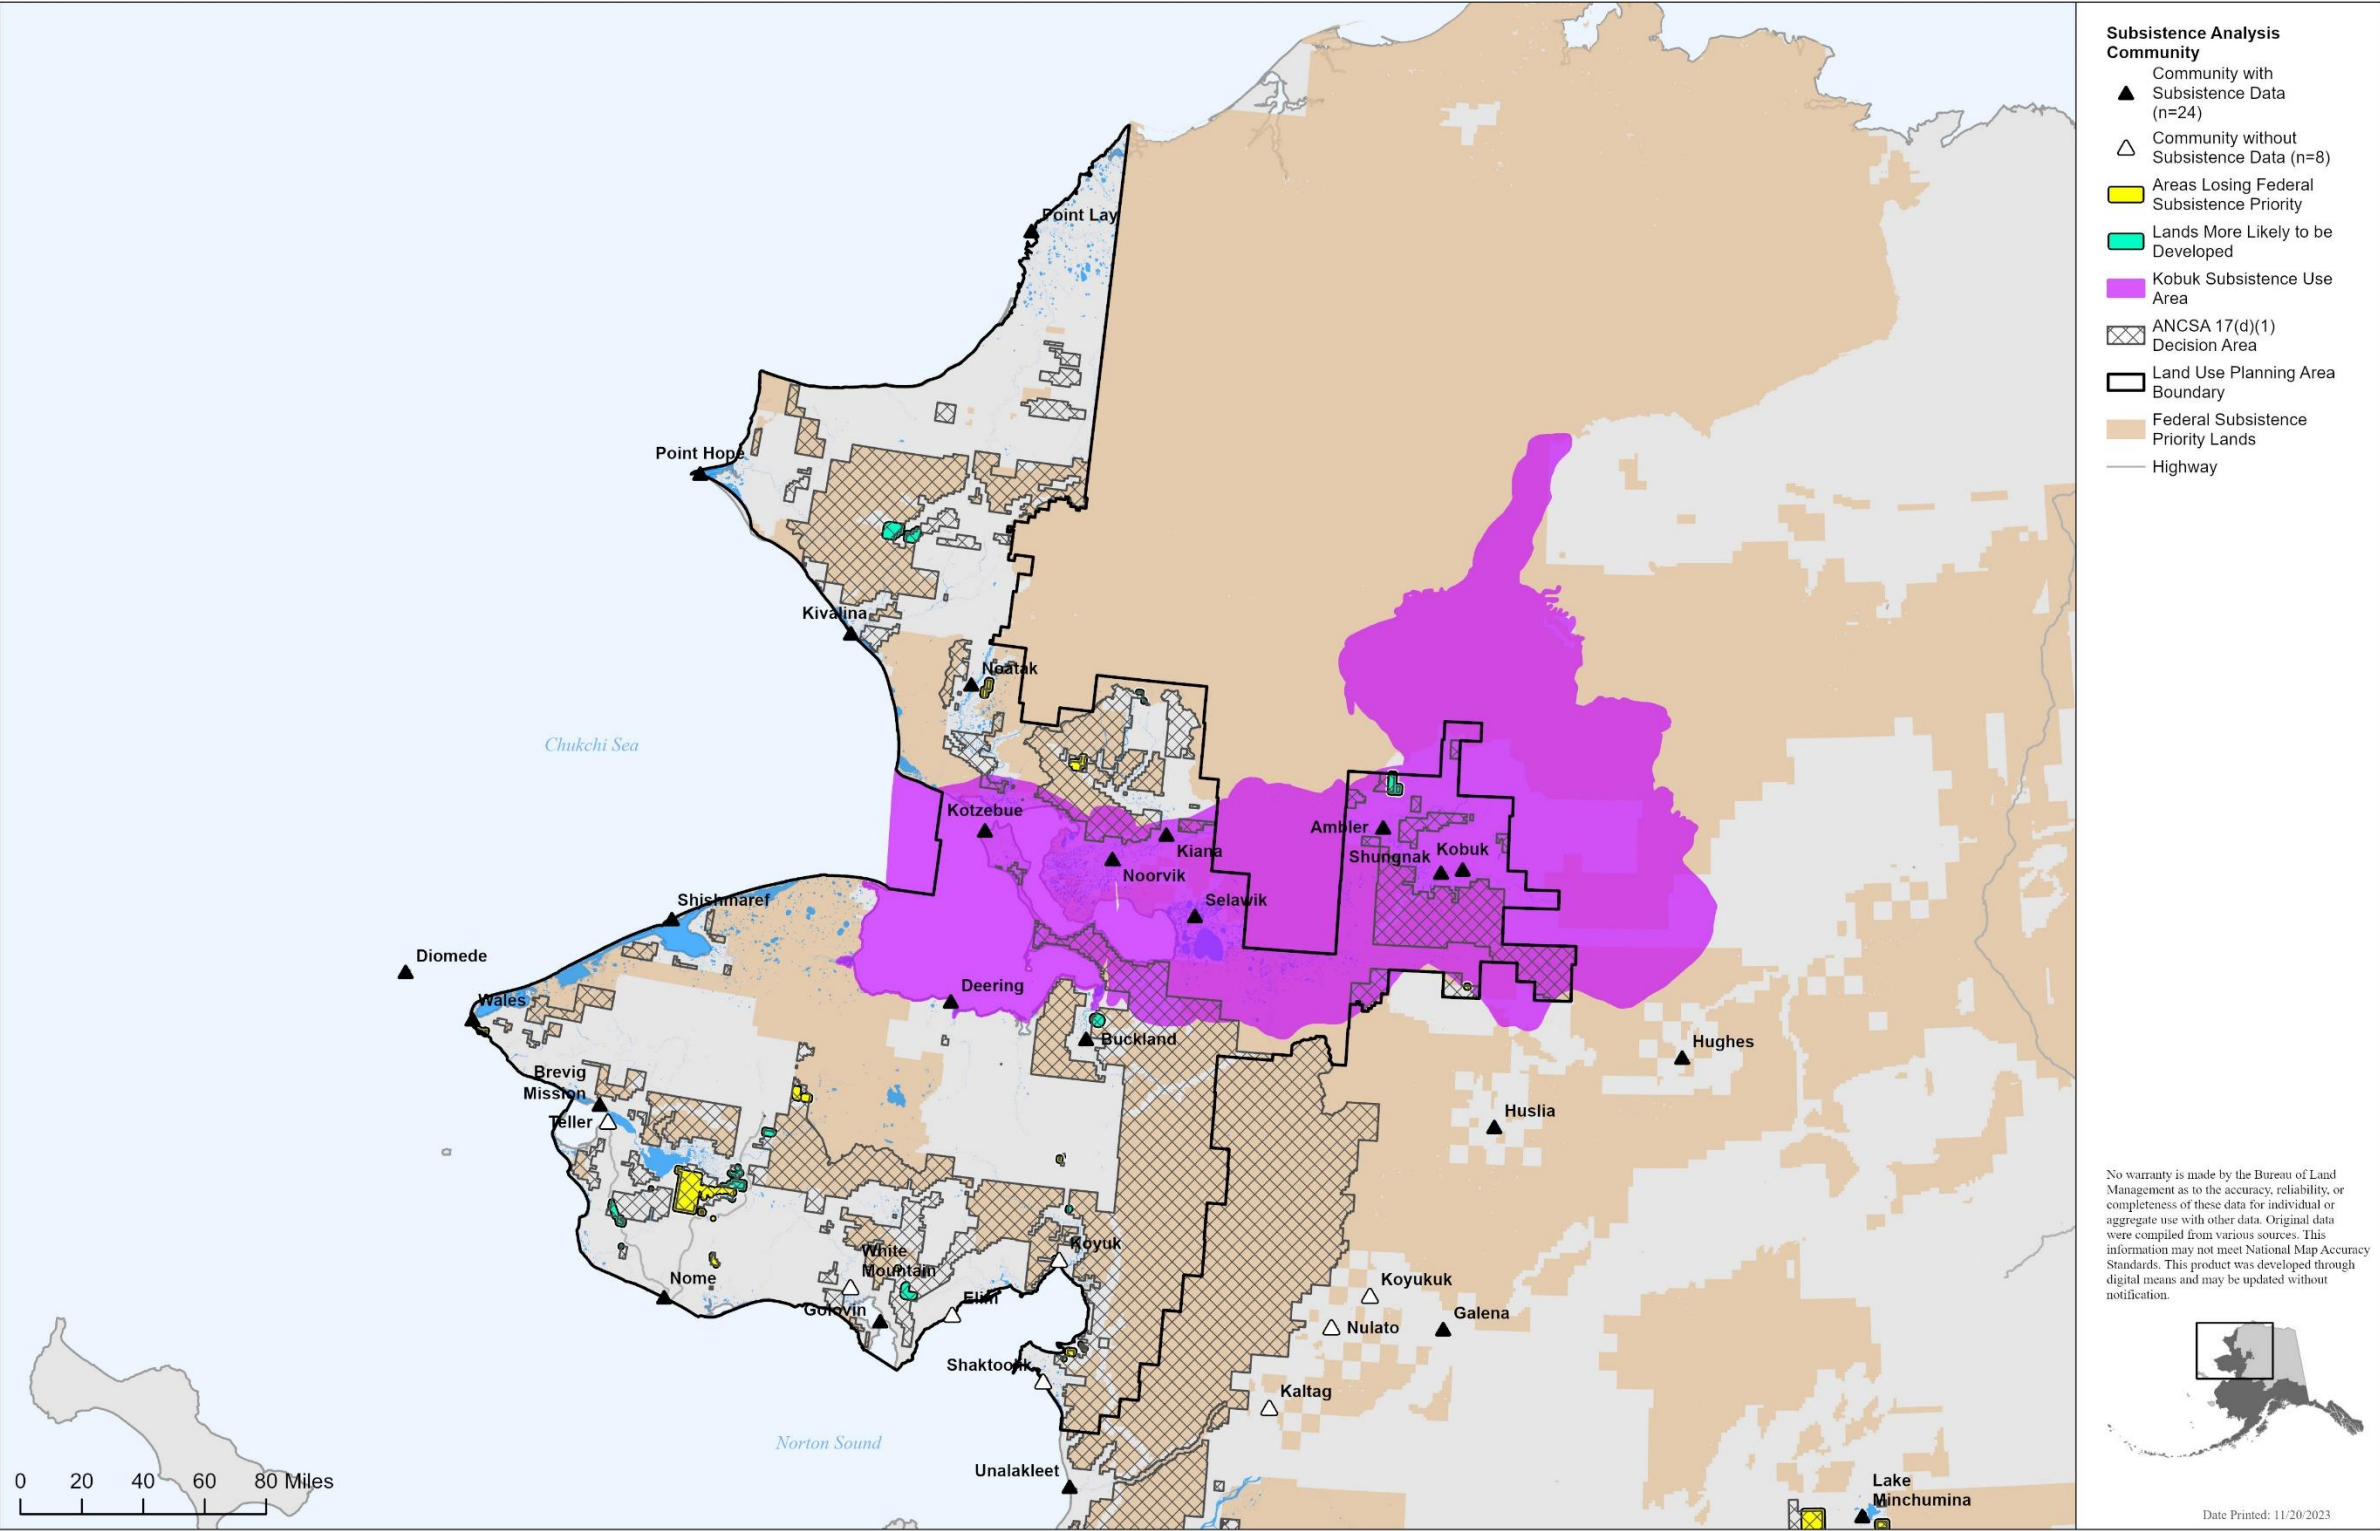 Point Lay
Point Hope
Kivalina
Noatak
Chukchi Sea
Kotzebue
Kiana
Noorvik
Selawik
Ambler
Shungnak
Kobuk
Shishmaref
Diomede
Wales
Deering
Buckland
Hughes
Brevig
Mission
Teller
Huslia
White
Mountain
Koyuk
Nome
Golovin
Elim
Koyukuk
Galena
Nulato
Shaktoolik
Kaltag
Norton Sound
Unalakleet
Lake
Minchumina
0 20 40 60 80 Miles
Subsistence Analysis
Community
Community with
Subsistence Data
(n=24)
Community without
Subsistence Data (n=8)
Areas Losing Federal
Subsistence Priority
Lands More Likely to be
Developed
Kobuk Subsistence Use
Area
ANCSA 17(d)(1)
Decision Area
Land Use Planning Area
Boundary
Federal Subsistence
Priority Lands
Highway
No warranty is made by the Bureau of Land
Management as to the accuracy, reliability, or
completeness of these data for individual or
aggregate use with other data. Original data
were compiled from various sources. This
information may not meet National Map Accuracy
Standards. This product was developed through
digital means and may be updated without
notification.
Date Printed: 11/20/2023